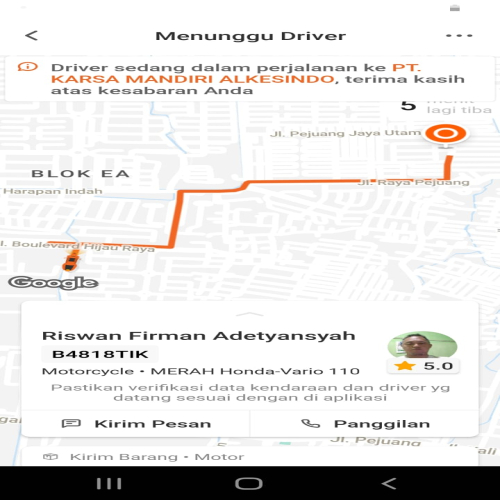 Menunggu Driver
Driver sedang dalam perjalanan ke PT.
KARSA MANDIRI ALKESINDO, terima kasih
atas kesabaran Anda
5 menit
lagi tiba
Jl. Pejuang Jaya Utam
BLOK EA
Harapan Indah
Jl. Raya Pejuang
l. Boulevard Hijau Raya
Google
Riswan Firman Adetyansyah
B4818TIK
Motorcycle • MERAH Honda-Vario 110
5.0
Pastikan verifikasi data kendaraan dan driver yg
datang sesuai dengan di aplikasi
Kirim Pesan
Panggilan
Jl. Pejuang
Kirim Barang • Motor